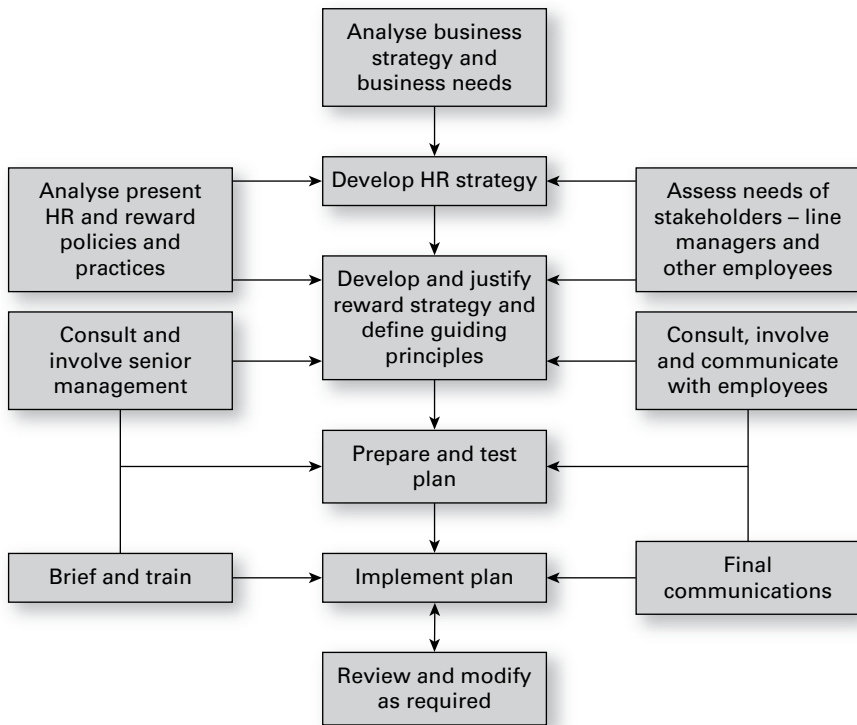 Analyse business
strategy and
business needs
Analyse present
HR and reward
policies and
practices
Develop HR strategy
Assess needs of
stakeholders – line
managers and
other employees
Develop and justify
reward strategy and
define guiding
principles
Consult and
involve senior
management
Consult, involve
and communicate
with employees
Prepare and test
plan
Brief and train
Implement plan
Final
communications
Review and modify
as required